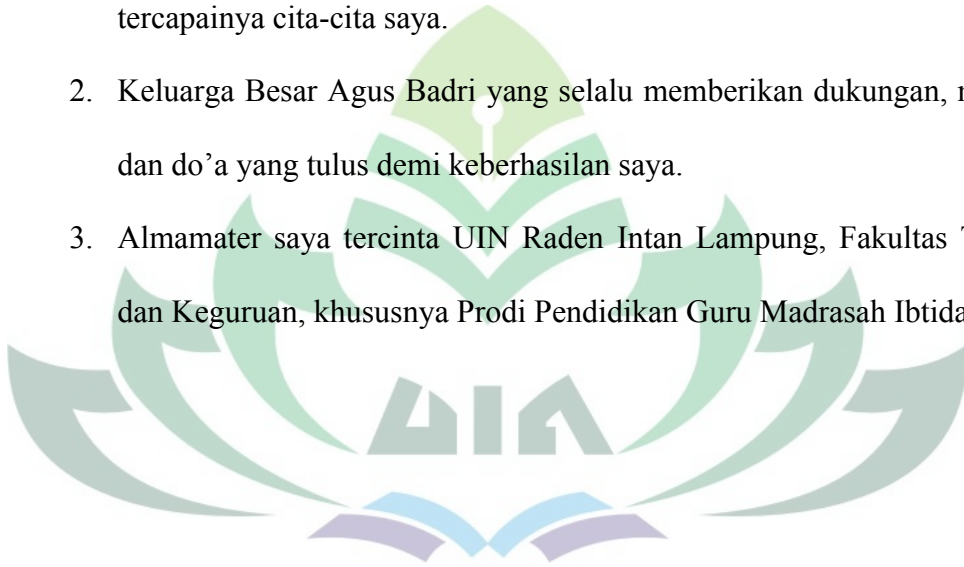 tercapainya cita-cita saya.
2. Keluarga Besar Agus Badri yang selalu memberikan dukungan,
dan do’a yang tulus demi keberhasilan saya.
3. Almamater saya tercinta UIN Raden Intan Lampung, Fakultas
dan Keguruan, khususnya Prodi Pendidikan Guru Madrasah
UIN